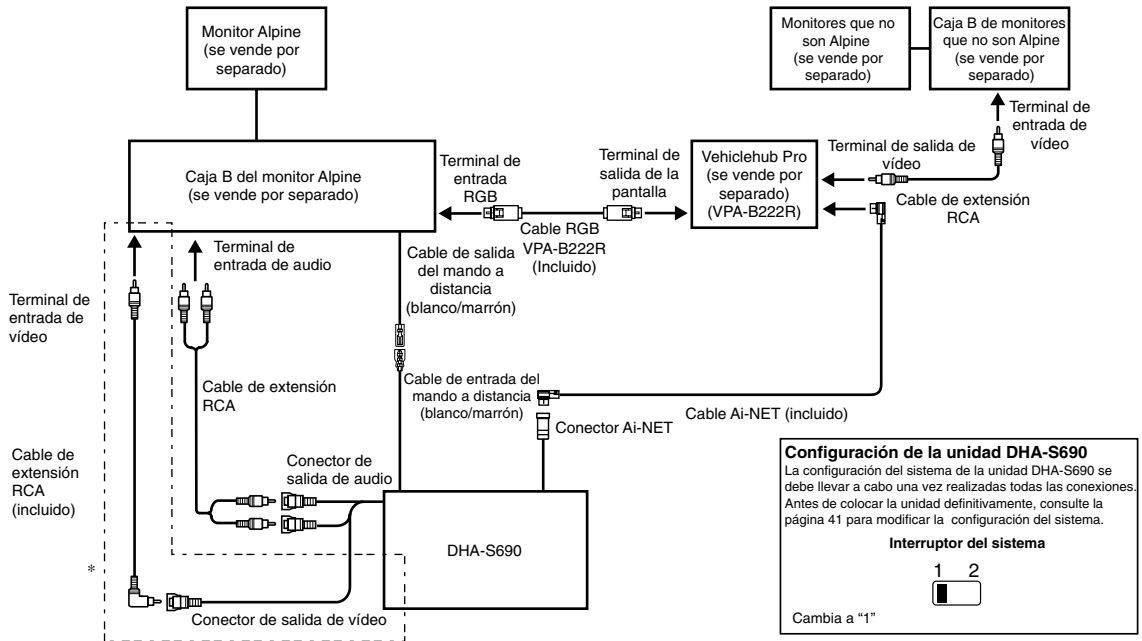 Monitor Alpine
(se vende por
separado)
Monitores que no
son Alpine
(se vende por
separado)
Caja B de monitores
que no son Alpine
(se vende por
separado)
Terminal de
entrada de
vídeo
Terminal de salida de
vídeo
Caja B del monitor Alpine
(se vende por separado)
Terminal de
entrada
RGB
Terminal de
salida de la
pantalla
Vehiclehub Pro
(se vende por
separado)
(VPA-B222R)
Cable de extensión
RCA
Cable RGB
VPA-B222R
(Incluido)
Terminal de
entrada de audio
Cable de salida
del mando a
distancia
(blanco/marrón)
Terminal de
entrada de
vídeo
Cable de extensión
RCA
Cable de entrada del
mando a distancia
(blanco/marrón)
Cable Ai-NET (incluido)
Conector Ai-NET
Cable de
extensión
RCA
(incluido)
Conector de
salida de audio
DHA-S690
*
Conector de salida de vídeo
Configuración de la unidad DHA-S690
La configuración del sistema de la unidad DHA-S690 se
debe llevar a cabo una vez realizadas todas las conexiones.
Antes de colocar la unidad definitivamente, consulte la
página 41 para modificar la configuración del sistema.
Interruptor del sistema
1 2
Cambia a “1”